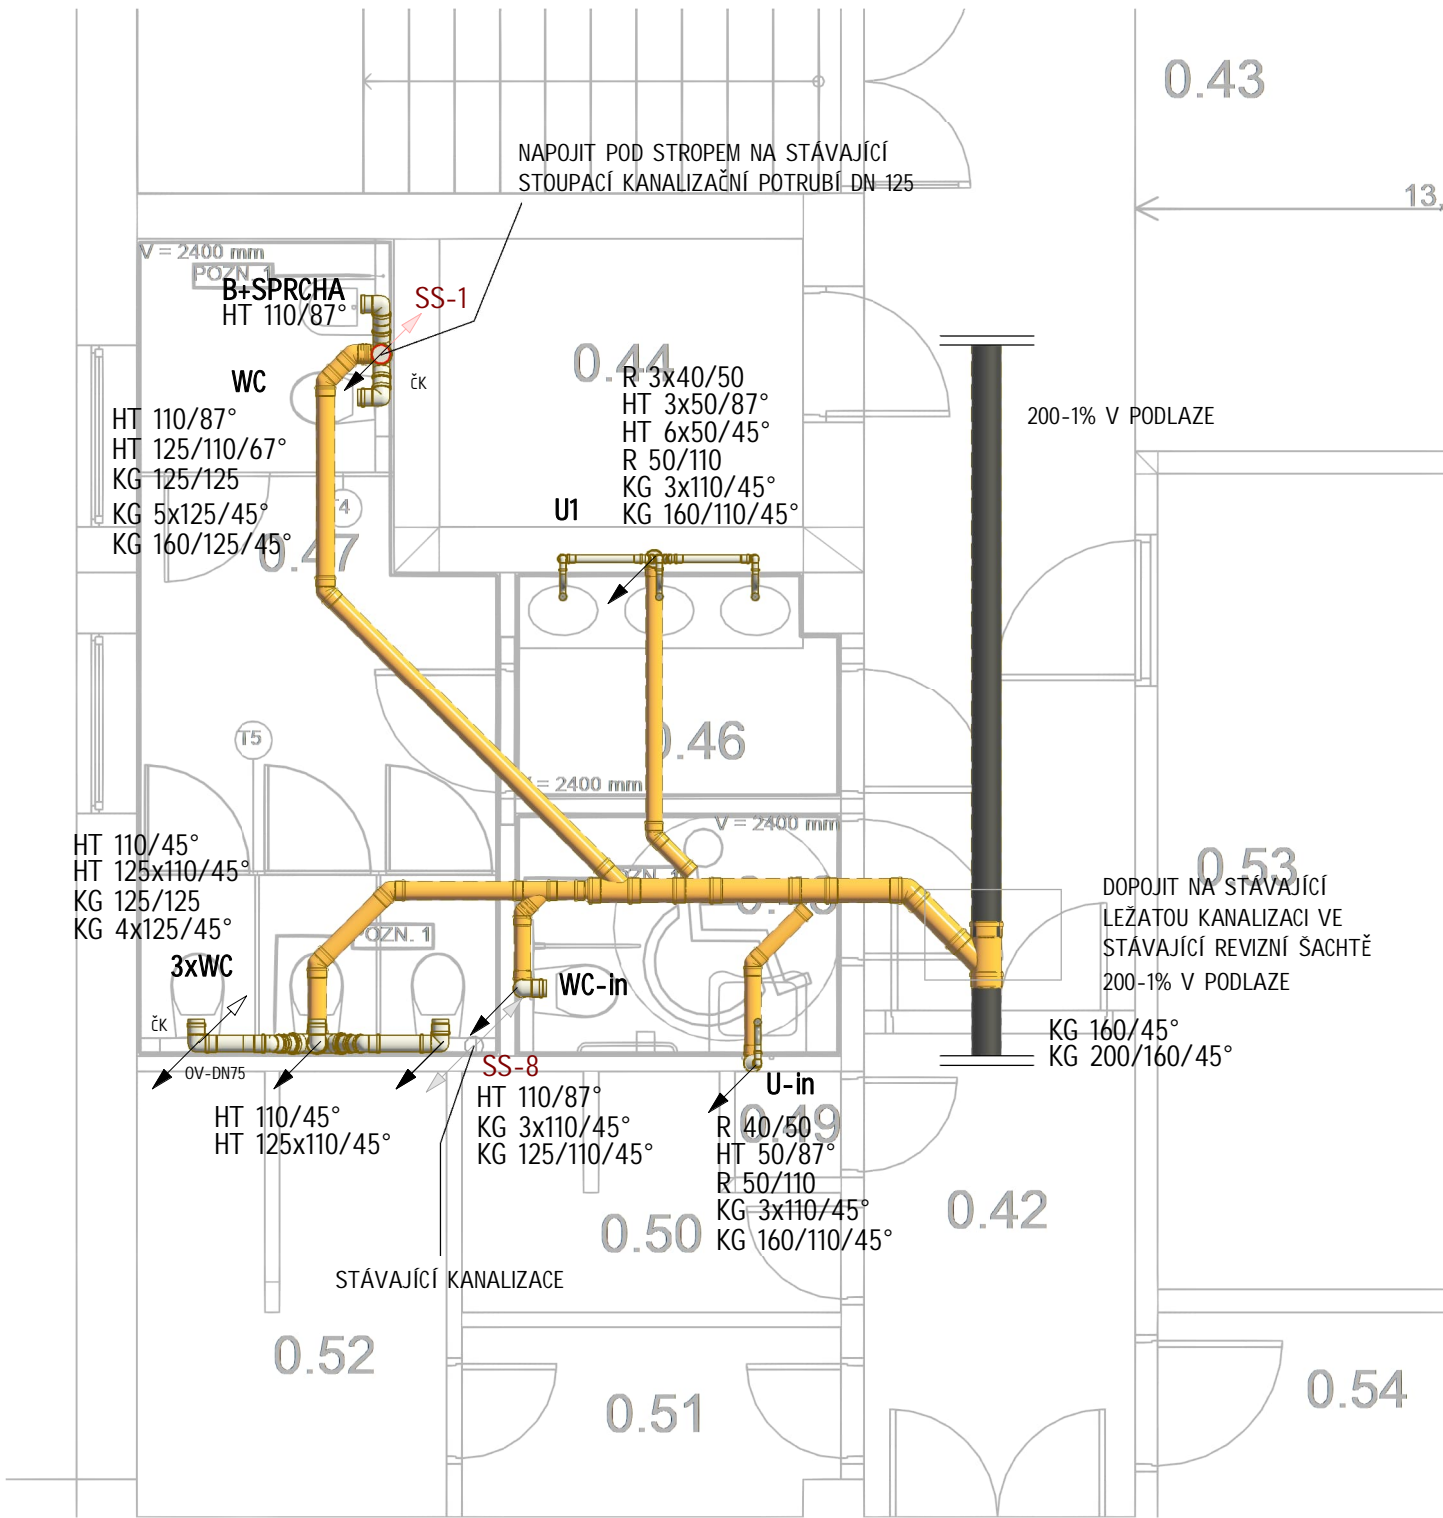 0.43
NAPOJIT POD STROPEM NA STÁVAJÍCÍ
STOUPACÍ KANALIZAČNÍ POTRUBÍ DN 125
13,
V = 2400 mm
POZN. 1
B+SPRCHA
HT 110/87°
SS-1
WC
ČK
0.44
R 3x40/50
HT 3x50/87°
HT 6x50/45°
R 50/110
KG 3x110/45°
KG 160/110/45°
U1
200-1% V PODLAZE
HT 110/87°
HT 125/110/67°
KG 125/125
KG 5x125/45°
KG 160/125/45°
0.47
T5
0.46
= 2400 mm
V = 2400 mm
HT 110/45°
HT 125x110/45°
KG 125/125
KG 4x125/45°
POZN. 1
3xWC
ČK
OV-DN75
WC-in
0.53
DOPOJIT NA STÁVAJÍCÍ
LEŽATOU KANALIZACI VE
STÁVAJÍCÍ REVIZNÍ ŠACHTĚ
200-1% V PODLAZE
KG 160/45°
KG 200/160/45°
SS-8
HT 110/87°
KG 3x110/45°
KG 125/110/45°
U-in
0.49
R 40/50
HT 50/87°
R 50/110
KG 3x110/45°
KG 160/110/45°
HT 110/45°
HT 125x110/45°
0.50
0.42
STÁVAJÍCÍ KANALIZACE
0.52
0.51
0.54